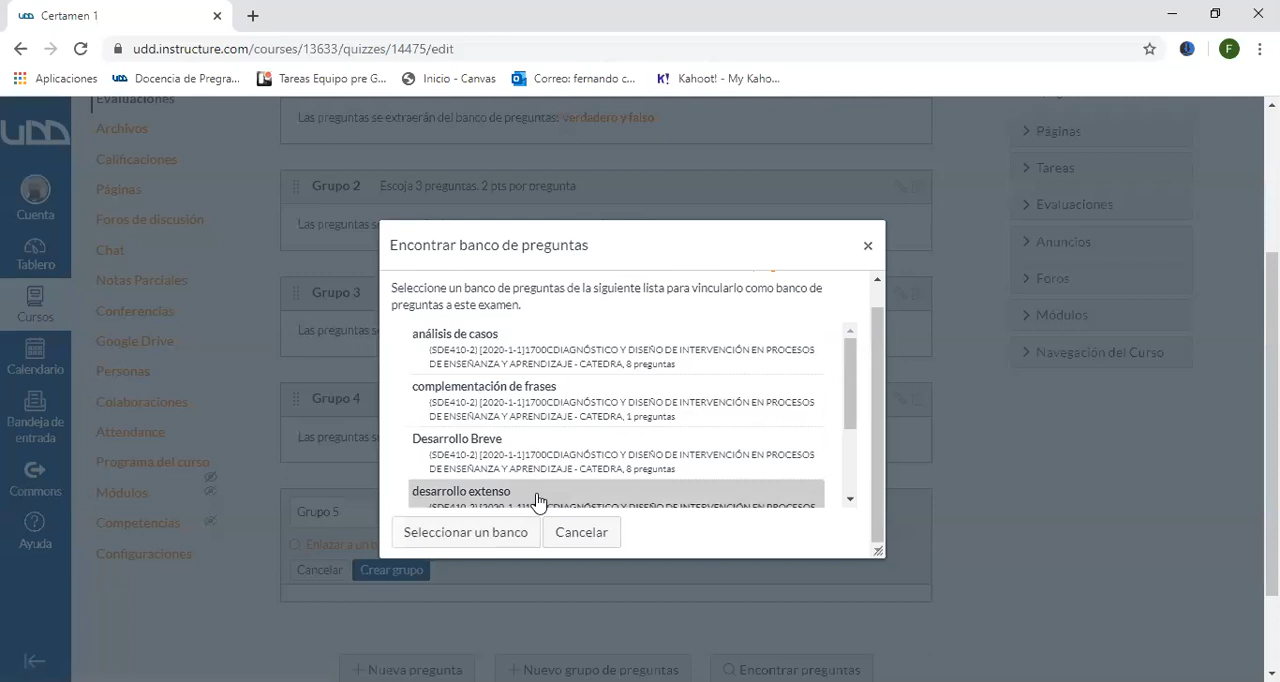 Certamen 1
udd.instructure.com/courses/13633/quizzes/14475/edit
F
Aplicaciones
Docencia de Pregra...
Tareas Equipo pre G...
Inicio - Canvas
Correo: fernando c...
Kahoot! - My Kaho...
UDD
Cuenta
Tablero
Cursos
Calendario
Bandeja de
entrada
Commons
Ayuda
Evaluaciones
Archivos
Calificaciones
Páginas
Foros de discusión
Chat
Notas Parciales
Conferencias
Google Drive
Personas
Colaboraciones
Attendance
Programa del curso
Módulos
Competencias
Configuraciones
Las preguntas se extraerán del banco de preguntas: verdadero y falso
Grupo 2 Escoja 3 preguntas. 2 pts por pregunta
Las preguntas s
Grupo 3
Las preguntas s
Grupo 4
Las preguntas s
Grupo 5
Enlazar a un b
Cancelar Crear grupo
Encontrar banco de preguntas
Seleccione un banco de preguntas de la siguiente lista para vincularlo como banco de
preguntas a este examen.
análisis de casos
(SDE410-2) [2020-1-1]1700CDIAGNÓSTICO Y DISEÑO DE INTERVENCIÓN EN PROCESOS
DE ENSEÑANZA Y APRENDIZAJE - CATEDRA, 8 preguntas
complementación de frases
(SDE410-2) [2020-1-1]1700CDIAGNÓSTICO Y DISEÑO DE INTERVENCIÓN EN PROCESOS
DE ENSEÑANZA Y APRENDIZAJE - CATEDRA, 1 preguntas
Desarrollo Breve
(SDE410-2) [2020-1-1]1700CDIAGNÓSTICO Y DISEÑO DE INTERVENCIÓN EN PROCESOS
DE ENSEÑANZA Y APRENDIZAJE - CATEDRA, 8 preguntas
desarrollo extenso
Seleccionar un banco
Cancelar
+ Nueva pregunta
+ Nuevo grupo de preguntas
Encontrar preguntas
Páginas
Tareas
Evaluaciones
Anuncios
Foros
Módulos
Navegación del Curso